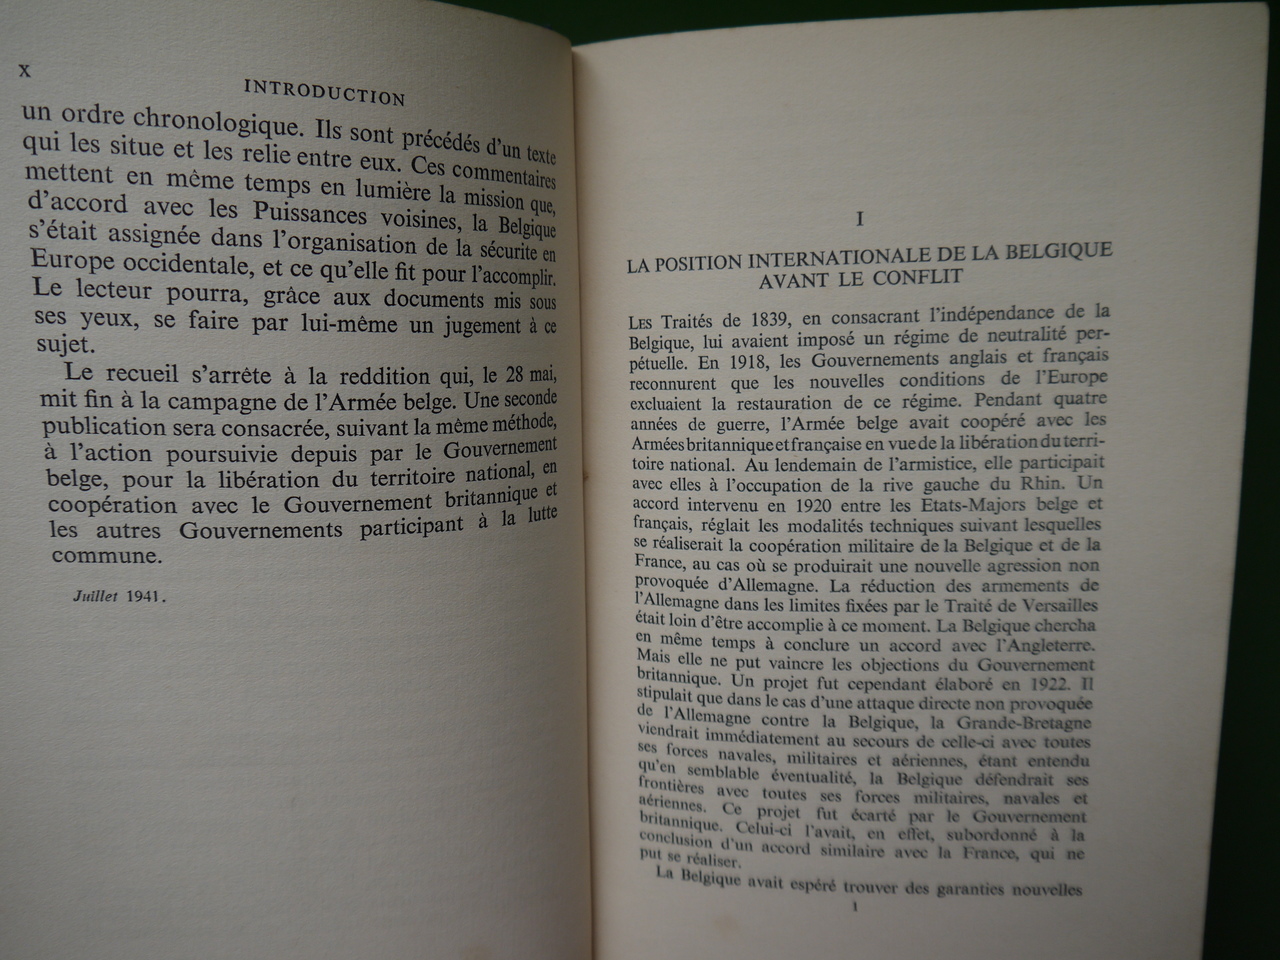 x
INTRODUCTION
un ordre chronologique. Ils sont précédés d'un texte
qui les situe et les relie entre eux. Ces commentaires
mettent en même temps en lumière la mission que,
d'accord avec les Puissances voisines, la Belgique
s'était assignée dans l'organisation de la sécurite en
Europe occidentale, et ce qu'elle fit pour l'accomplir.
Le lecteur pourra, grâce aux documents mis sous
ses yeux, se faire par lui-même un jugement à ce
sujet.
Le recueil s'arrête à la reddition qui, le 28 mai,
mit fin à la campagne de l'Armée belge. Une seconde
publication sera consacrée, suivant la même méthode,
à l'action poursuivie depuis par le Gouvernement
belge, pour la libération du territoire national, en
coopération avec le Gouvernement britannique et
les autres Gouvernements participant à la lutte
commune.
Juillet 1941.
I
LA POSITION INTERNATIONALE DE LA BELGIQUE
AVANT LE CONFLIT
LES Traités de 1839, en consacrant l'indépendance de la
Belgique, lui avaient imposé un régime de neutralité per-
pétuelle. En 1918, les Gouvernements anglais et français
reconnurent que les nouvelles conditions de l'Europe
excluaient la restauration de ce régime. Pendant quatre
années de guerre, l'Armée belge avait coopéré avec les
Armées britannique et française en vue de la libération du terri-
toire national. Au lendemain de l'armistice, elle participait
avec elles à l'occupation de la rive gauche du Rhin. Un
accord intervenu en 1920 entre les Etats-Majors belge et
français, réglait les modalités techniques suivant lesquelles
se réaliserait la coopération militaire de la Belgique et de la
France, au cas où se produirait une nouvelle agression non
provoquée d'Allemagne. La réduction des armements de
l'Allemagne dans les limites fixées par le Traité de Versailles
était loin d'être accomplie à ce moment. La Belgique chercha
en même temps à conclure un accord avec l'Angleterre.
Mais elle ne put vaincre les objections du Gouvernement
britannique. Un projet fut cependant élaboré en 1922. Il
stipulait que dans le cas d'une attaque directe non provoquée
de l'Allemagne contre la Belgique, la Grande-Bretagne
viendrait immédiatement au secours de celle-ci avec toutes
ses forces navales, militaires et aériennes, étant entendu
qu'en semblable éventualité, la Belgique défendrait ses
frontières avec toutes ses forces militaires, navales et
aériennes. Ce projet fut écarté par le Gouvernement
britannique. Celui-ci l'avait, en effet, subordonné à la
conclusion d'un accord similaire avec la France, qui ne
put se réaliser.
La Belgique avait espéré trouver des garanties nouvelles
1